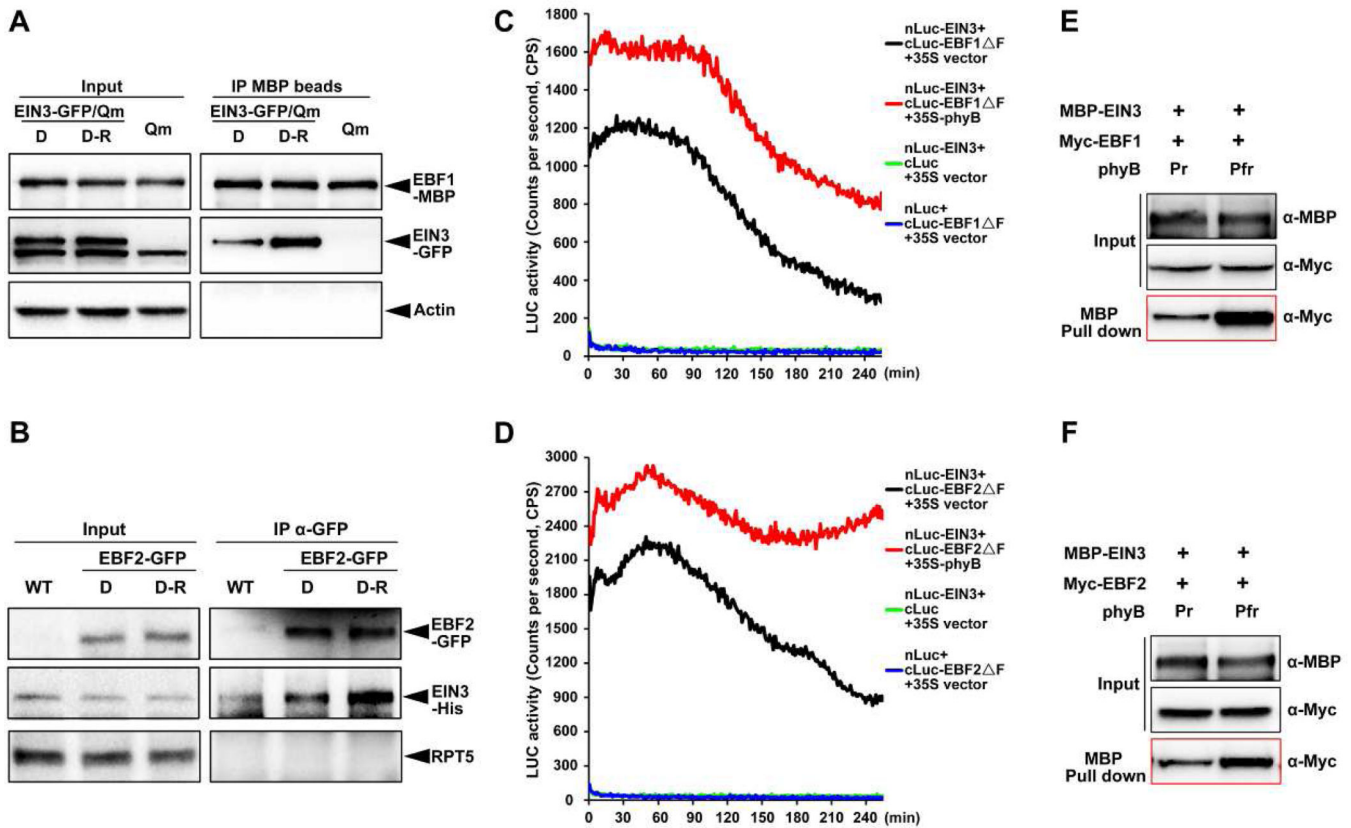 A
Input
IP MBP beads
EIN3-GFP/Qm
Qm
EIN3-GFP/Qm
Qm
D
D-R
D
D-R
EBF1
-MBP
EIN3
-GFP
Actin
B
Input
IP α-GFP
EBF2-GFP
EBF2-GFP
WT
D
D-R
WT
D
D-R
EBF2
-GFP
EIN3
-His
RPT5
C
LUC activity (Counts per second, CPS)
1800
1600
1400
1200
1000
800
600
400
200
0
0
30
60
90
120
150
180
210
240
(min)
nLuc-EIN3+
cLuc-EBF1△F
+35S vector
nLuc-EIN3+
cLuc-EBF1△F
+35S-phyB
nLuc-EIN3+
cLuc
+35S vector
nLuc+
cLuc-EBF1△F
+35S vector
D
LUC activity (Counts per second, CPS)
3000
2700
2400
2100
1800
1500
1200
900
600
300
0
0
30
60
90
120
150
180
210
240
(min)
nLuc-EIN3+
cLuc-EBF2△F
+35S vector
nLuc-EIN3+
cLuc-EBF2△F
+35S-phyB
nLuc-EIN3+
cLuc
+35S vector
nLuc+
cLuc-EBF2△F
+35S vector
E
MBP-EIN3 + +
Myc-EBF1 + +
phyB Pr Pfr
Input
α-MBP
α-Myc
MBP
Pull down
α-Myc
F
MBP-EIN3 + +
Myc-EBF2 + +
phyB Pr Pfr
Input
α-MBP
α-Myc
MBP
Pull down
α-Myc